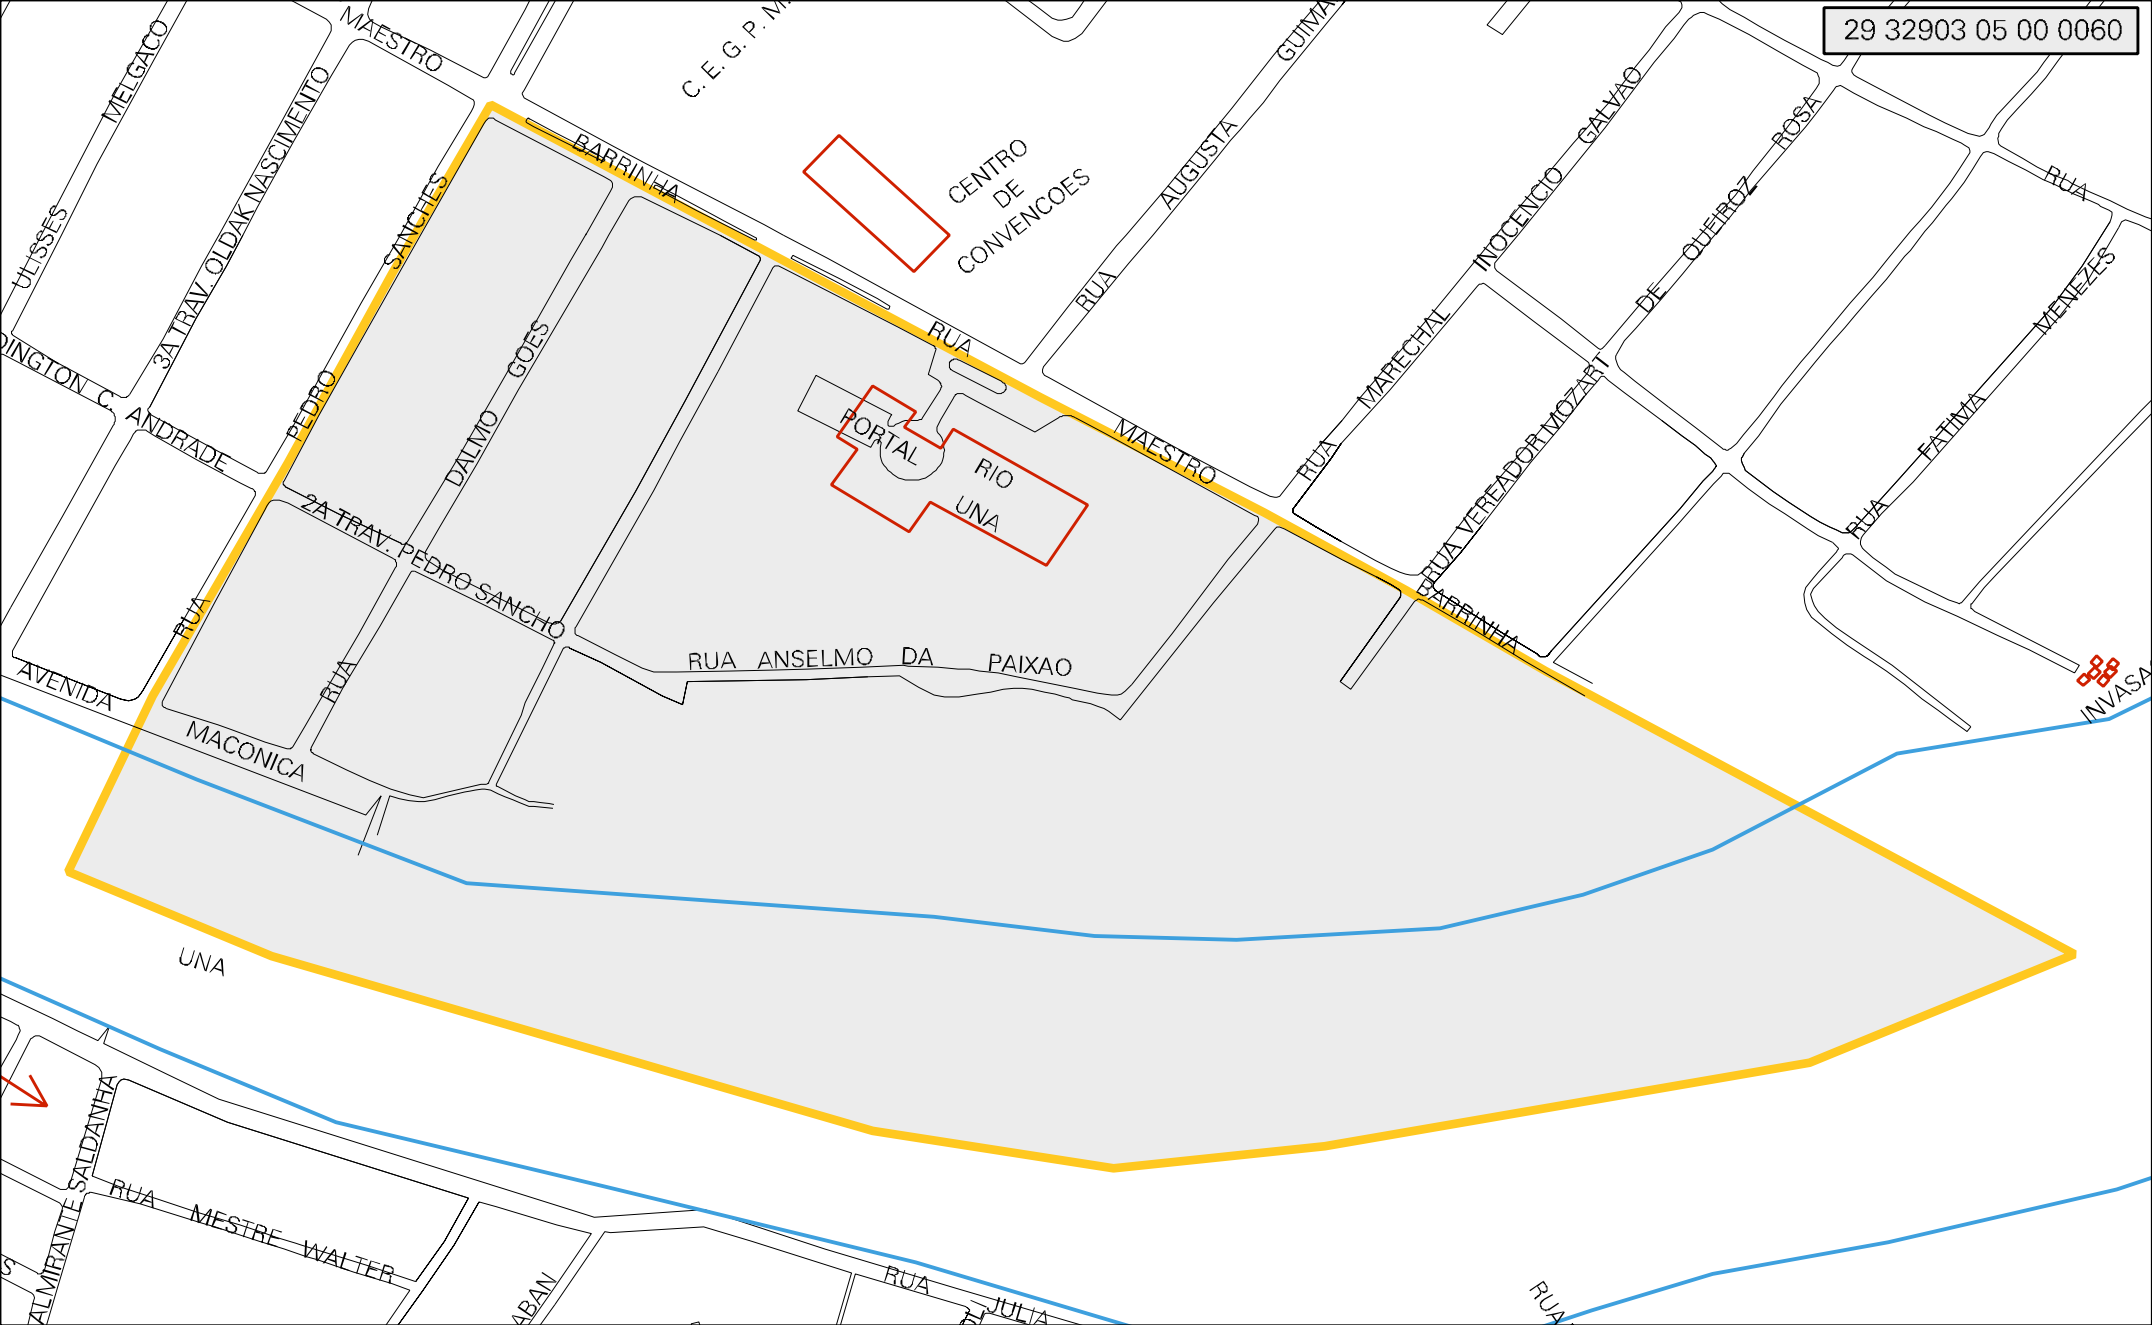 29 32903 05 00 0060
MAESTRO
MELGACO
ULISSES
3A TRAV. OLDAK NASCIMENTO
C. E. G. P. M.
GUIMA
CENTRO
DE
CONVENCOES
BARRINHA
RUA
MAESTRO
BARRINHA
RUA AUGUSTA
RUA MARECHAL INOCENCIO GALVAO
RUA VEREADOR MOZART DE QUEIROZ ROSA
RUA
RUA FATIMA MENEZES
INVASA
RUA PEDRO SANCHES
DINGTON C. ANDRADE
RUA DALMO GOES
2A TRAV. PEDRO SANCHO
PORTAL
RIO
UNA
RUA ANSELMO DA PAIXAO
AVENIDA MACONICA
UNA
ALMIRANTE SALDANHA
RUA MESTRE WALTER
S
ABAN
RUA JULIA
RUA